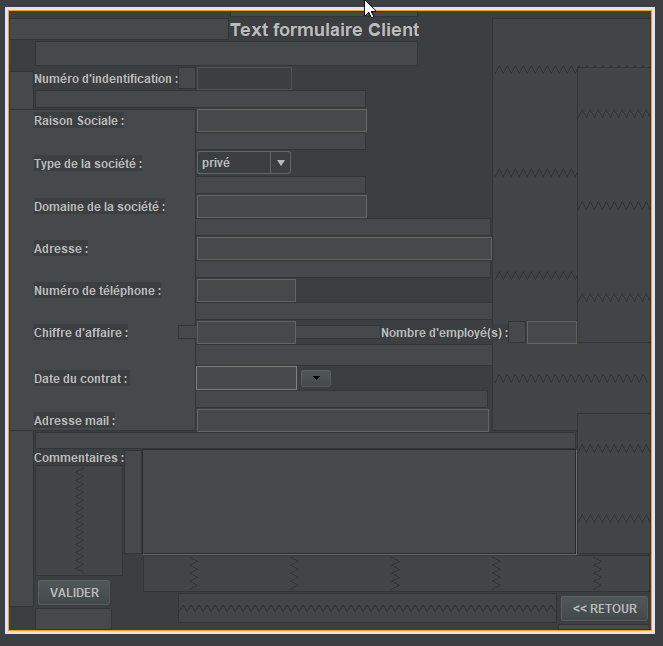 Text formulaire Client
Numéro d'indentification :
Raison Sociale :
Type de la société : privé
Domaine de la société :
Adresse :
Numéro de téléphone :
Chiffre d'affaire : Nombre d'employé(s) :
Date du contrat :
Adresse mail :
Commentaires :
VALIDER
<< RETOUR